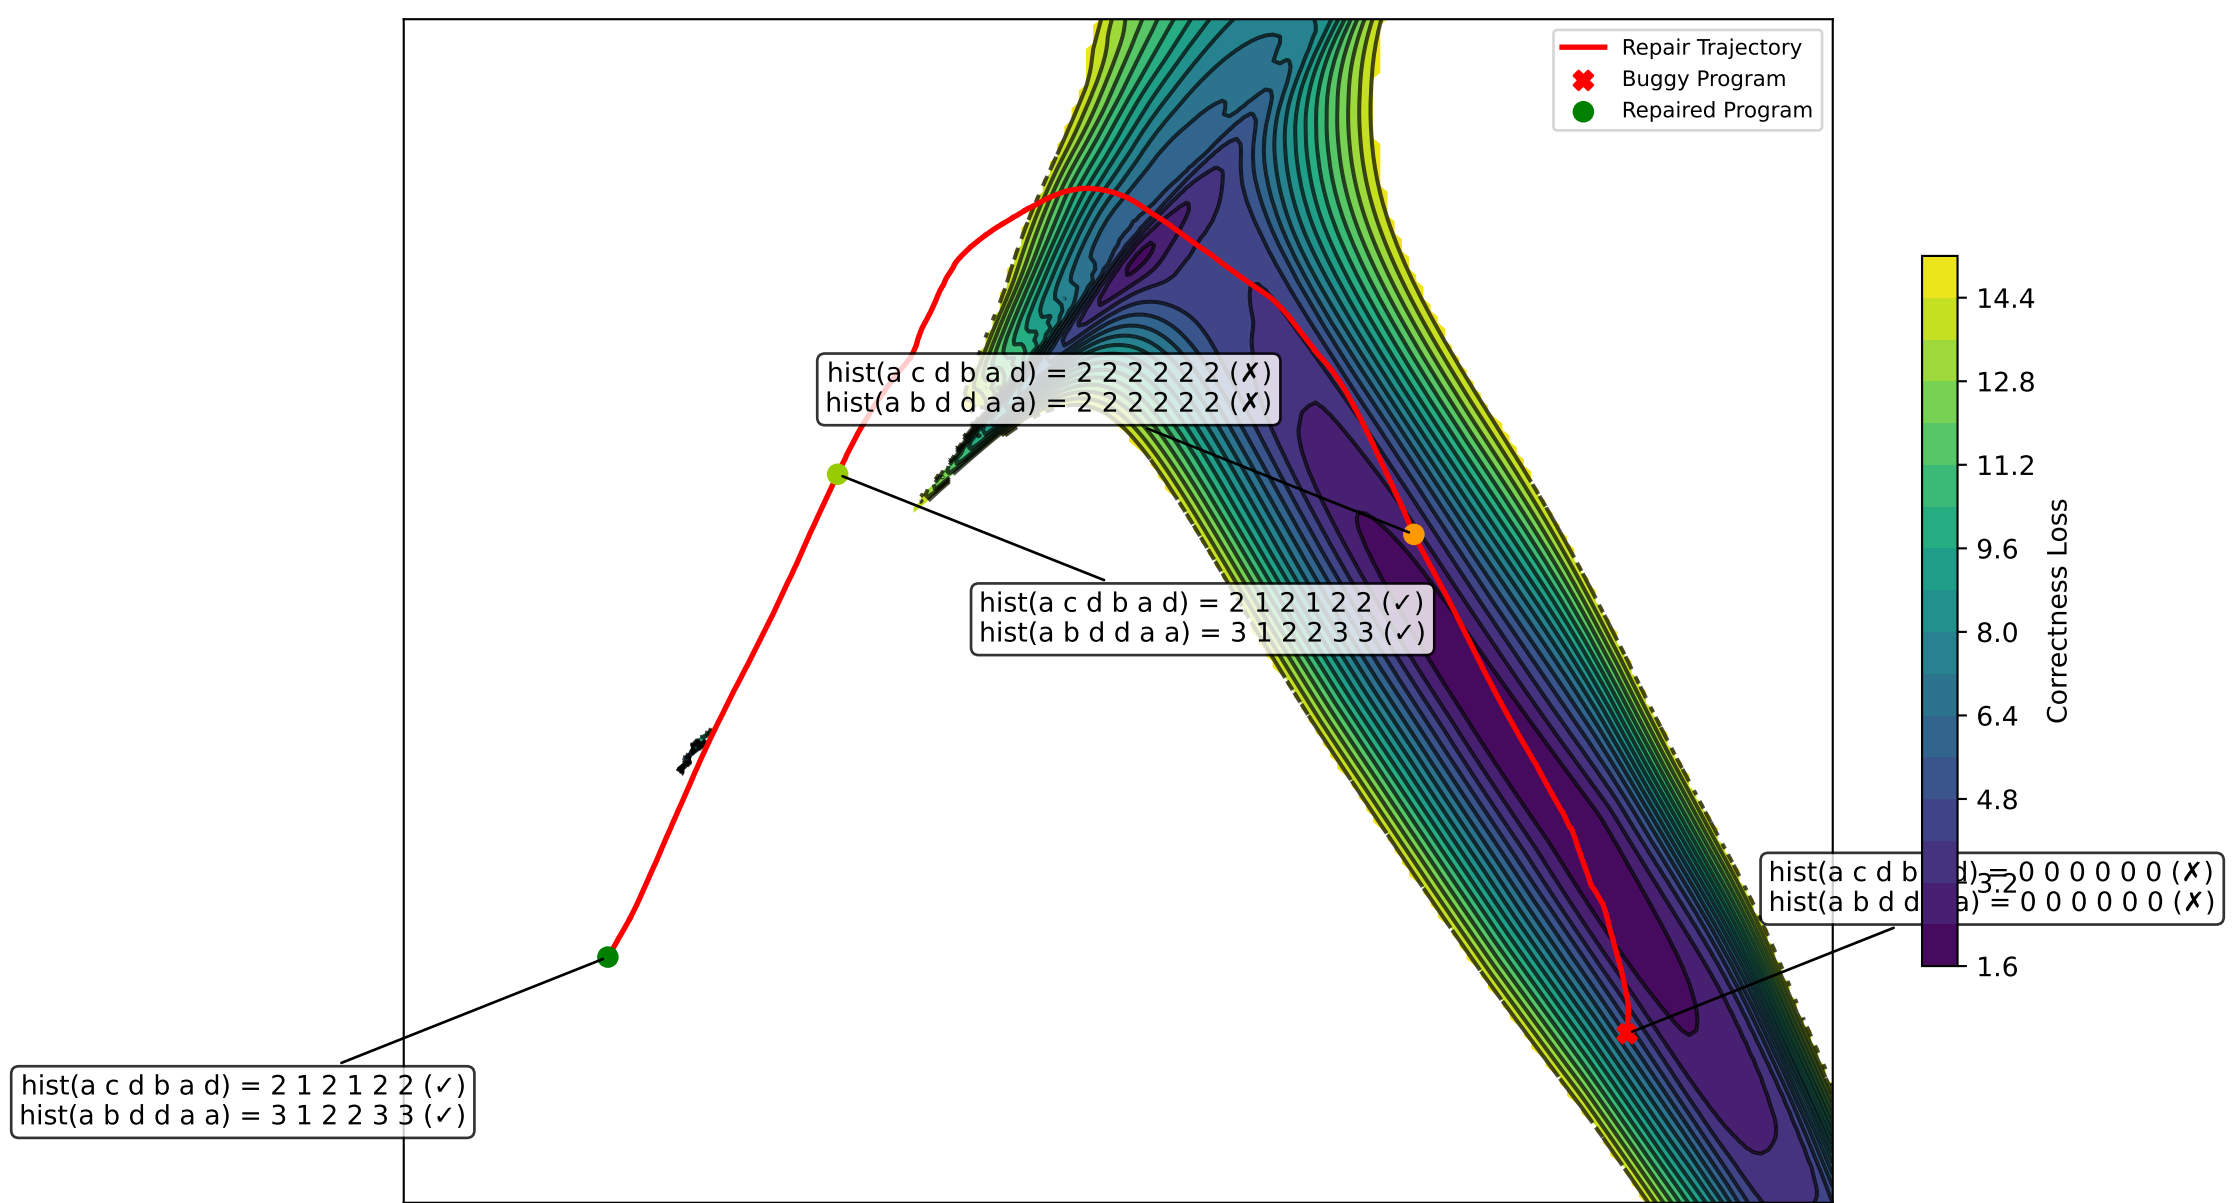 Repair Trajectory
Buggy Program
Repaired Program
hist(a c d b a d) = 2 2 2 2 2 2 (✗)
hist(a b d d a a) = 2 2 2 2 2 2 (✗)
hist(a c d b a d) = 2 1 2 1 2 2 (✓)
hist(a b d d a a) = 3 1 2 2 3 3 (✓)
hist(a c d b d) = 0 0 0 0 0 0 (✗)
hist(a b d d a) = 0 0 0 0 0 0 (✗)
hist(a c d b a d) = 2 1 2 1 2 2 (✓)
hist(a b d d a a) = 3 1 2 2 3 3 (✓)
14.4
12.8
11.2
9.6
8.0
6.4
4.8
3.2
1.6
Correctness Loss